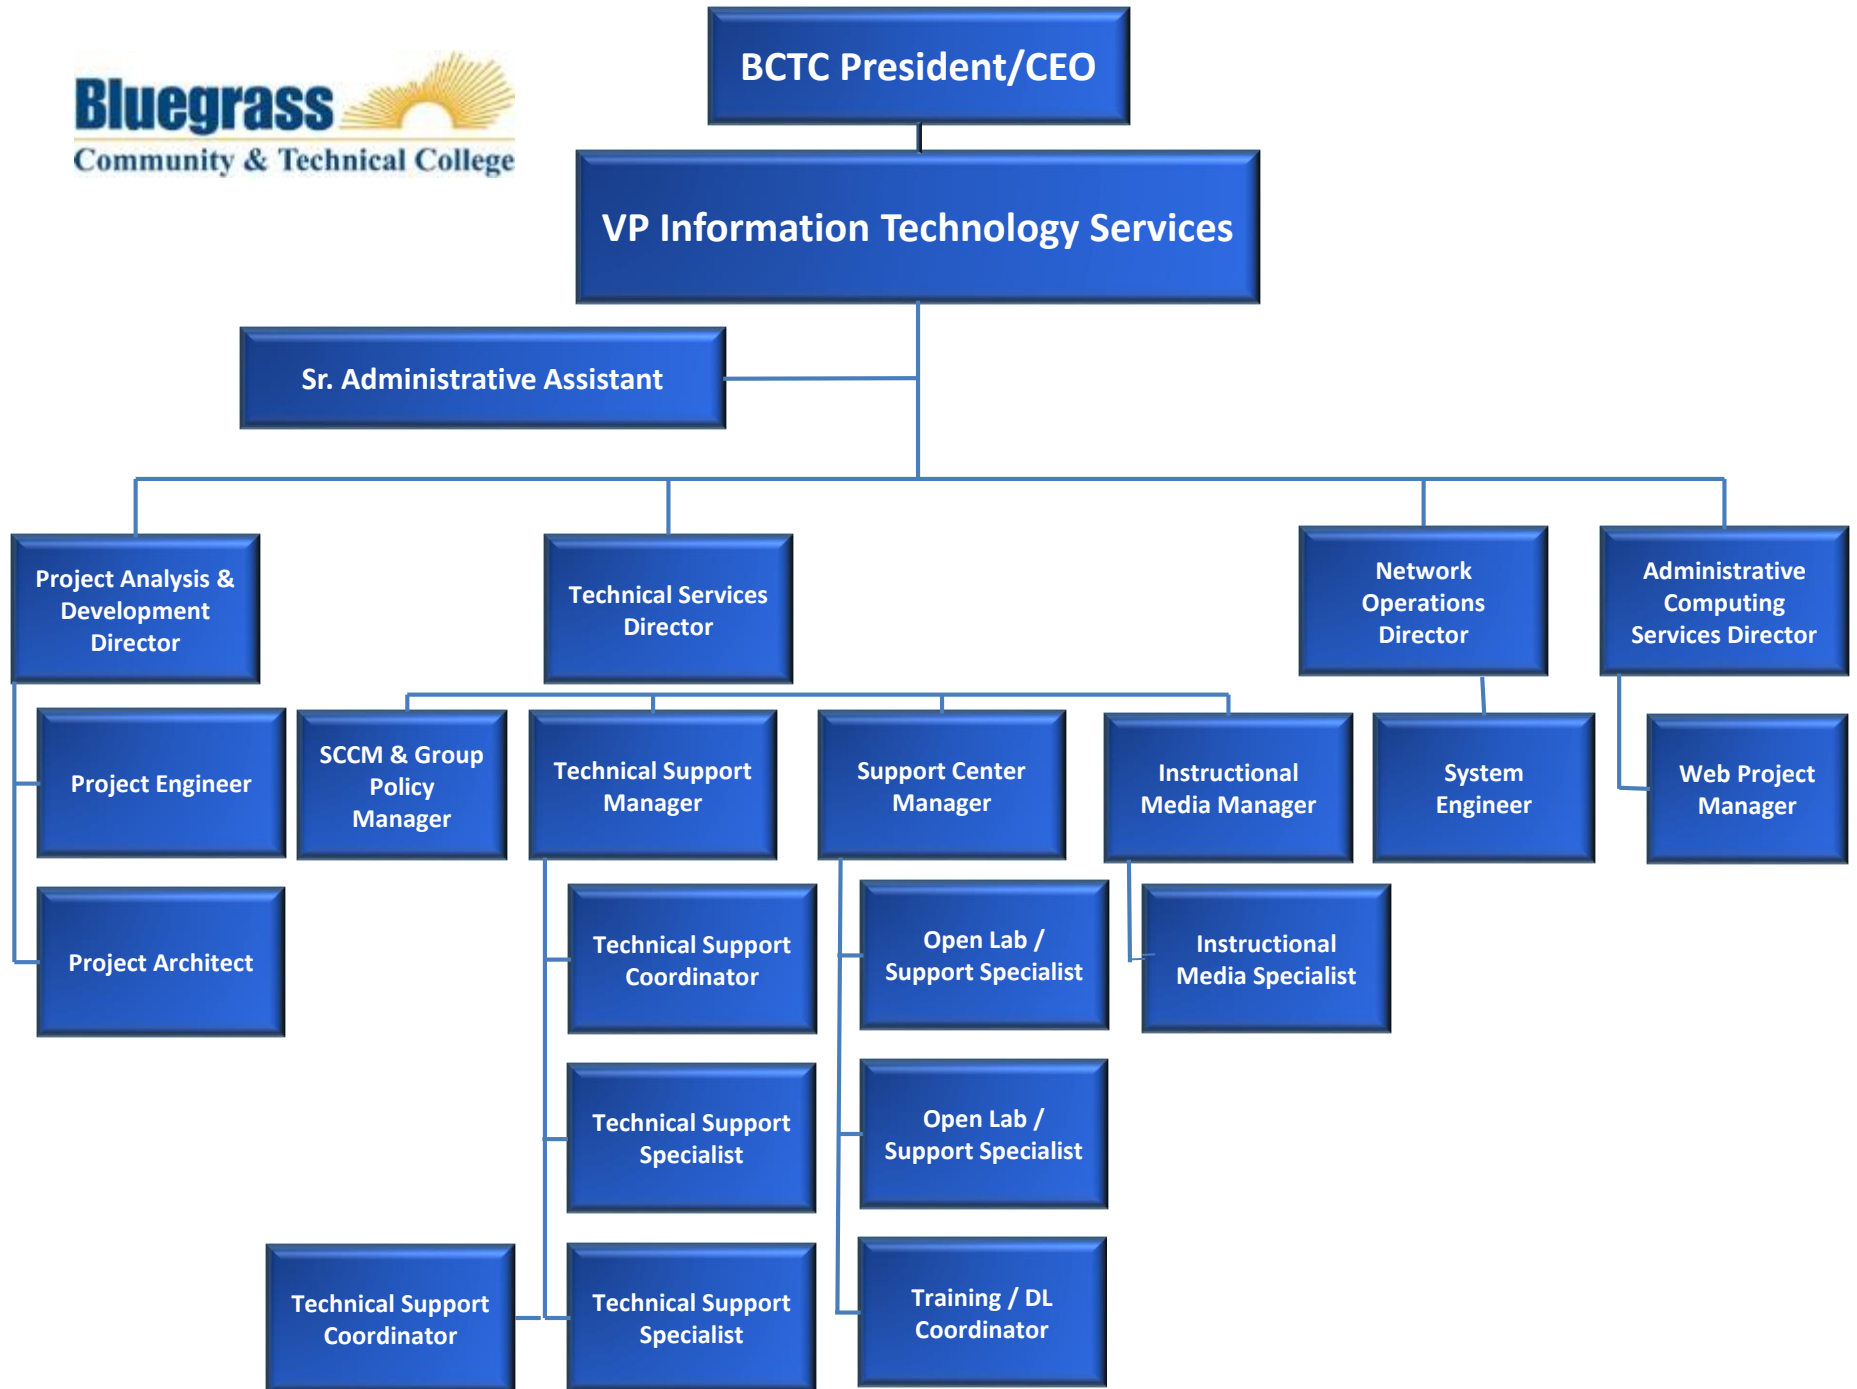 Bluegrass
Community & Technical College
BCTC President/CEO
VP Information Technology Services
Sr. Administrative Assistant
Project Analysis &
Development
Director
Technical Services
Director
Network
Operations
Director
Administrative
Computing
Services Director
Project Engineer
SCCM & Group
Policy
Manager
Technical Support
Manager
Support Center
Manager
Instructional
Media Manager
System
Engineer
Web Project
Manager
Project Architect
Technical Support
Coordinator
Open Lab /
Support Specialist
Instructional
Media Specialist
Technical Support
Specialist
Open Lab /
Support Specialist
Technical Support
Coordinator
Technical Support
Specialist
Training / DL
Coordinator